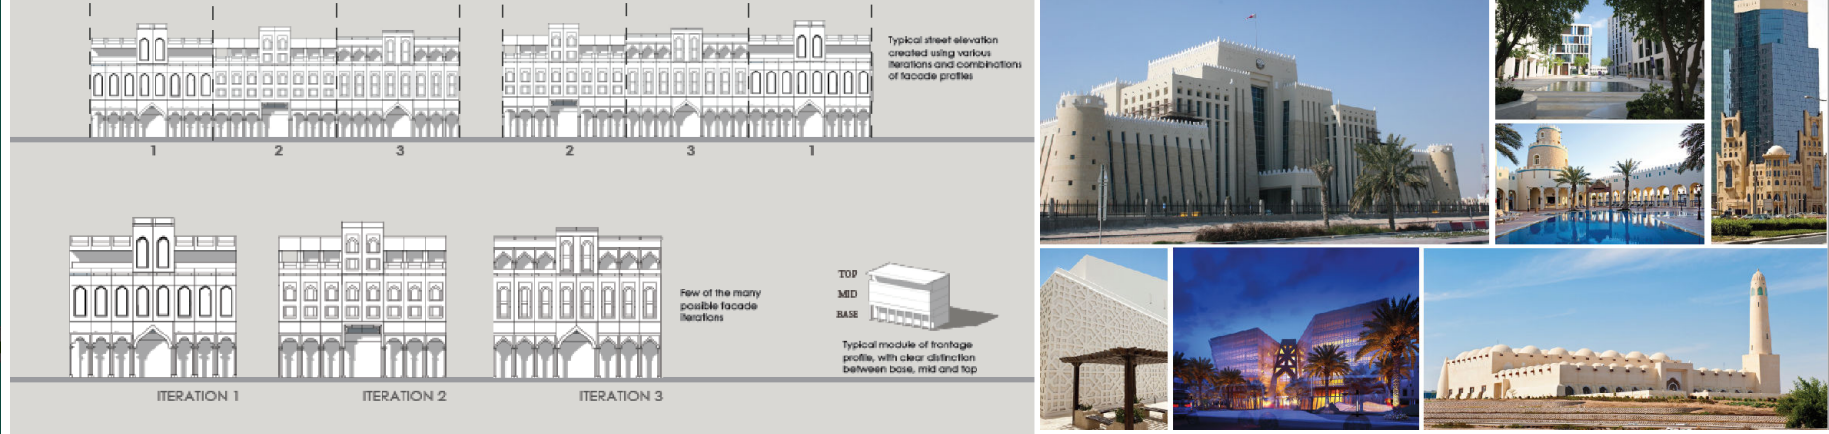 Typical street elevation
created using various
iterations and combinations
of facade profiles
1
2
3
2
3
1
Few of the many
possible facade
iterations
TOP
MID
BASE
Typical module of frontage
profile, with clear distinction
between base, mid and top
ITERATION 1
ITERATION 2
ITERATION 3